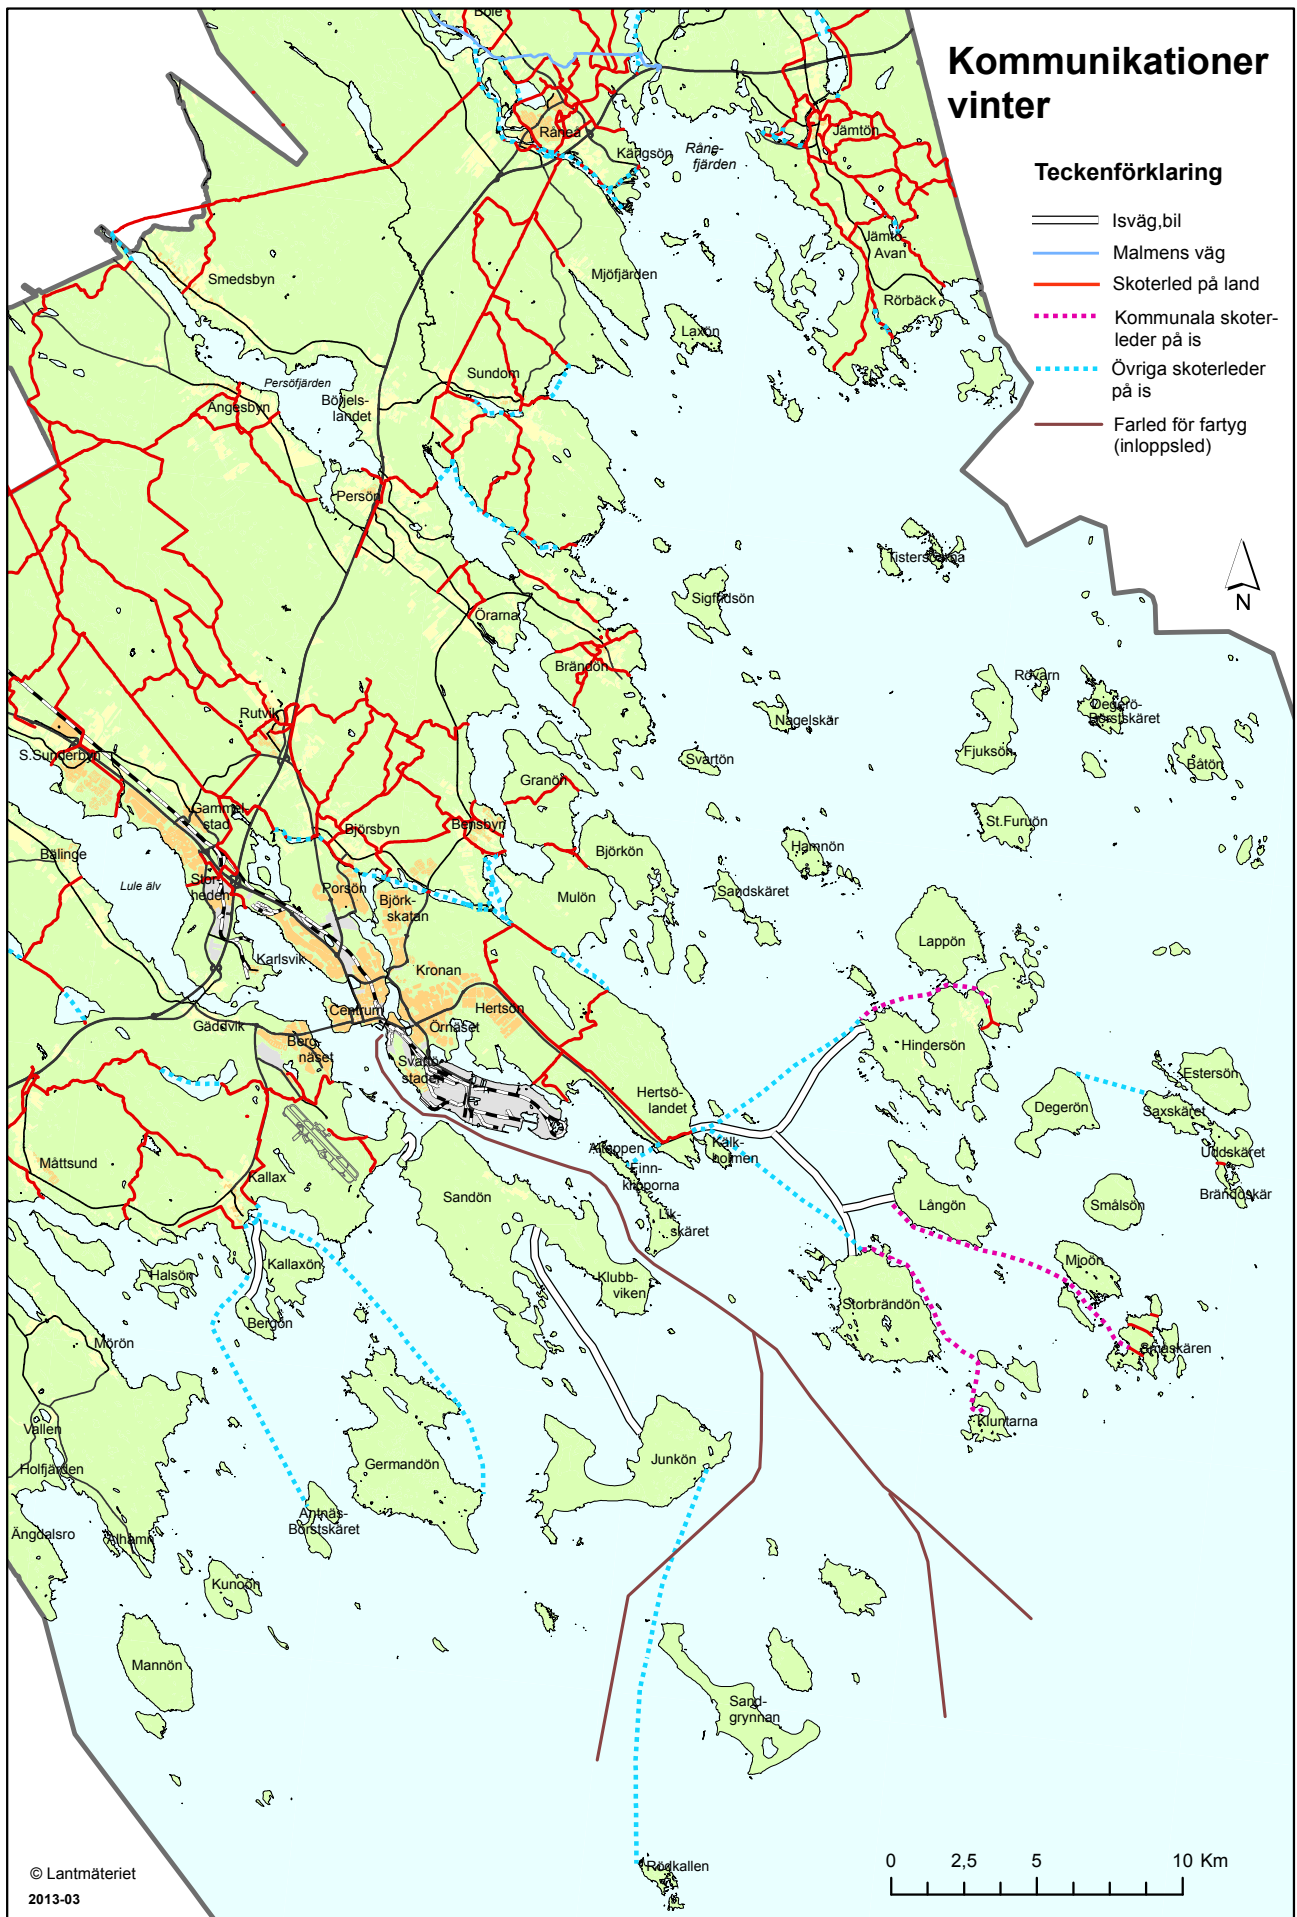 Kommunikationer
vinter
Teckenförklaring
Isväg,bil
Malmens väg
Skoterled på land
Kommunala skoter-
leder på is
Övriga skoterleder
på is
Farled för fartyg
(inloppsled)
N
Böle
Råneå
Kängsön
Råne-
fjärden
Jämtön
Jämtö-
Avan
Rörbäck
Smedsbyn
Mjöfjärden
Laxön
Persöfjärden
Sundom
Ängesbyn
Börjels-
landet
Persön
Tistersöarna
Sigfridsön
Örarna
Brändön
Rövarn
Degerö-
Börstskäret
Nagelskär
Rutvik
S.Sunderbyn
Svartön
Fjuksön
Båtön
Granön
Gammel-
stad
Björsbyn
Bensbyn
St.Furuön
Björkön
Hamnön
Bälinge
Lule älv
Stor-
heden
Porsön
Björk-
skatan
Mulön
Sandskäret
Lappön
Karlsvik
Kronan
Centrum
Hertsön
Gäddvik
Örnäset
Berg-
näset
Hindersön
Svartö-
staden
Hertsö-
landet
Estersön
Degerön
Saxskäret
Kalk-
holmen
Altappen
Uddskäret
Måttsund
Kallax
Finn-
klipporna
Sandön
Brändöskär
Långön
Smålsön
Lik-
skäret
Kallaxön
Mjoön
Halsön
Klubb-
viken
Storbrändön
Bergön
Mörön
Småskären
Kluntarna
Vallen
Holfjärden
Germandön
Junkön
Antnäs-
Börstskäret
Ängdalsro
Alhamn
Kunoön
Mannön
Sand-
grynnan
Rödkallen
0 2,5 5 10 Km
© Lantmäteriet
2013-03